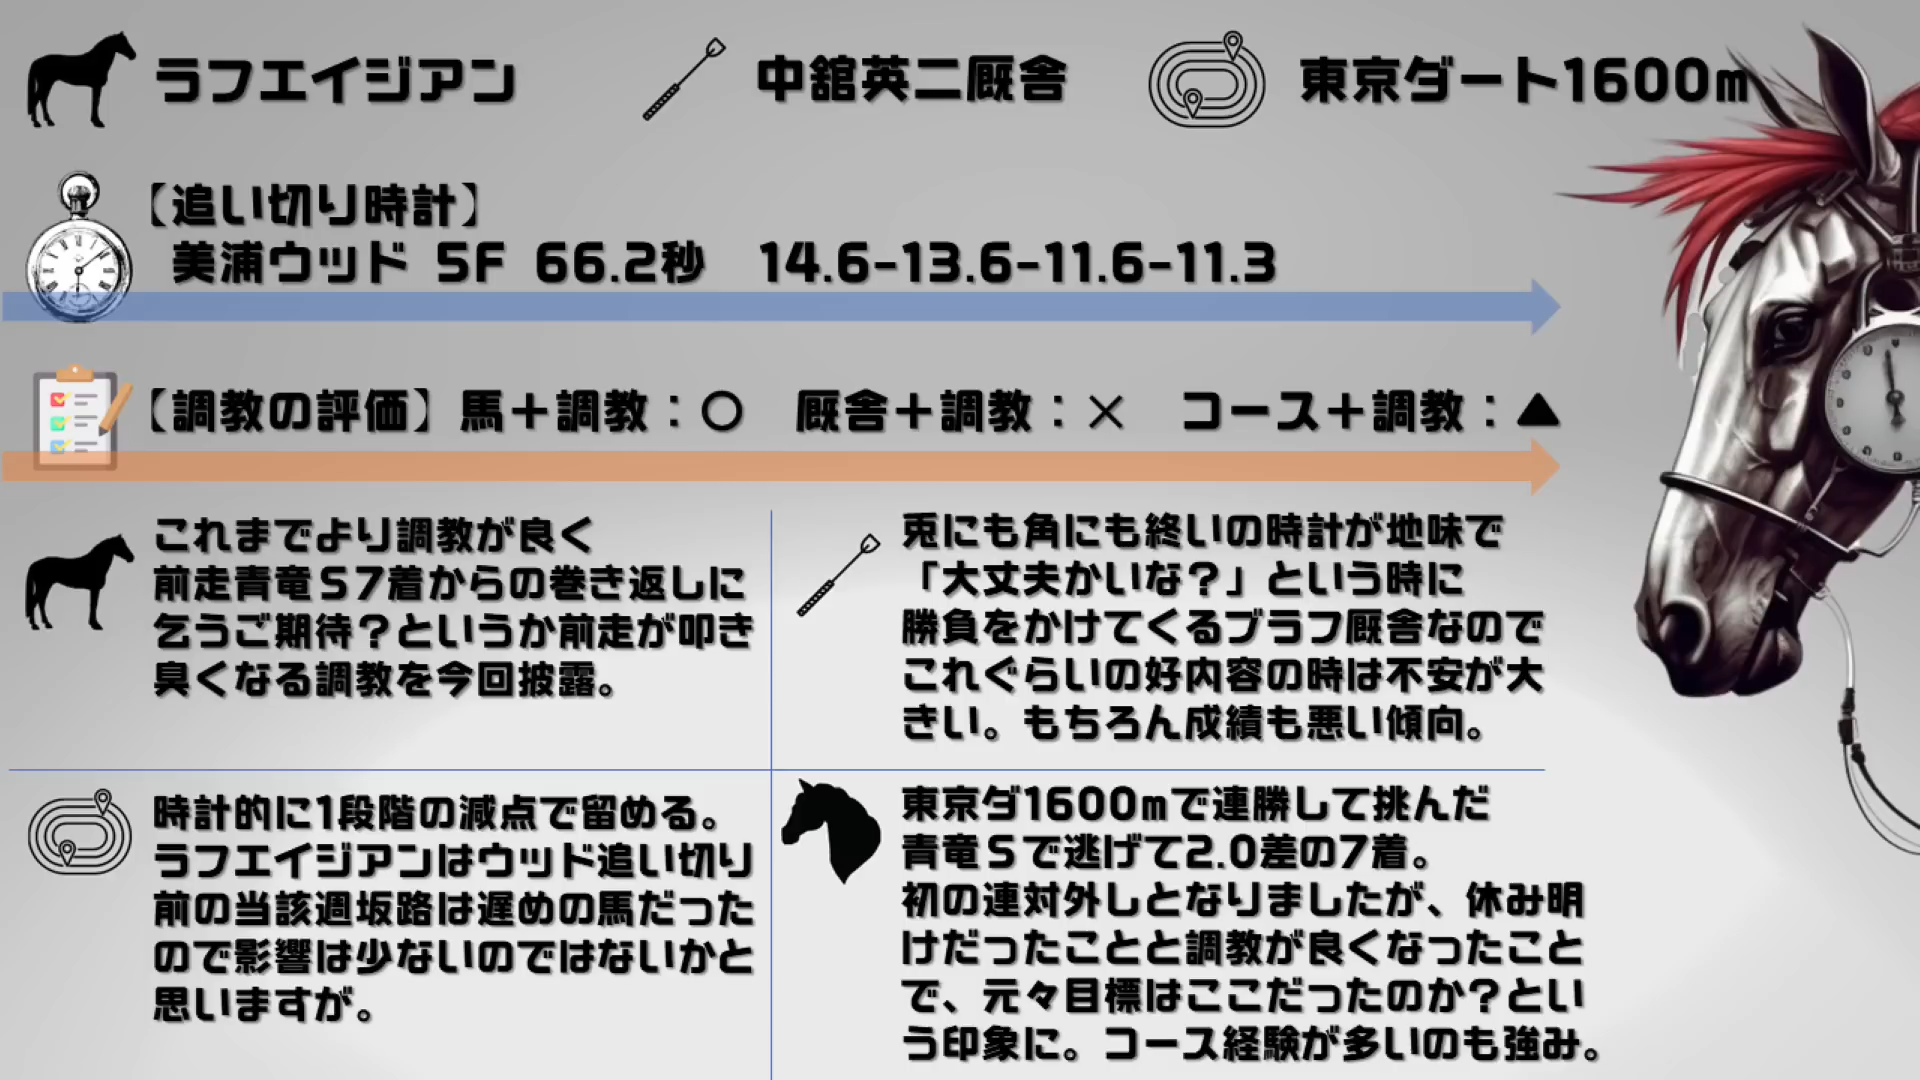 ラフエイジアン
中舘英二厩舎
東京ダート1600m
【追い切り時計】
美浦ウッド 5F 66.2秒 14.6-13.6-11.6-11.3
【調教の評価】馬＋調教：○ 厩舎＋調教：× コース＋調教：▲
これまでより調教が良く
前走青竜Ｓ7着からの巻き返しに
乞うご期待？というか前走が叩き
臭くなる調教を今回披露。
兎にも角にも終いの時計が地味で
「大丈夫かいな？」という時に
勝負をかけてくるブラフ厩舎なので
これぐらいの好内容の時は不安が大
きい。もちろん成績も悪い傾向。
時計的に1段階の減点で留める。
ラフエイジアンはウッド追い切り
前の当該週坂路は遅めの馬だった
ので影響は少ないのではないかと
思いますが。
東京ダ1600mで連勝して挑んだ
青竜Ｓで逃げて2.0差の7着。
初の連対外しとなりましたが、休み明
けだったことと調教が良くなったこと
で、元々目標はここだったのか？とい
う印象に。コース経験が多いのも強み。